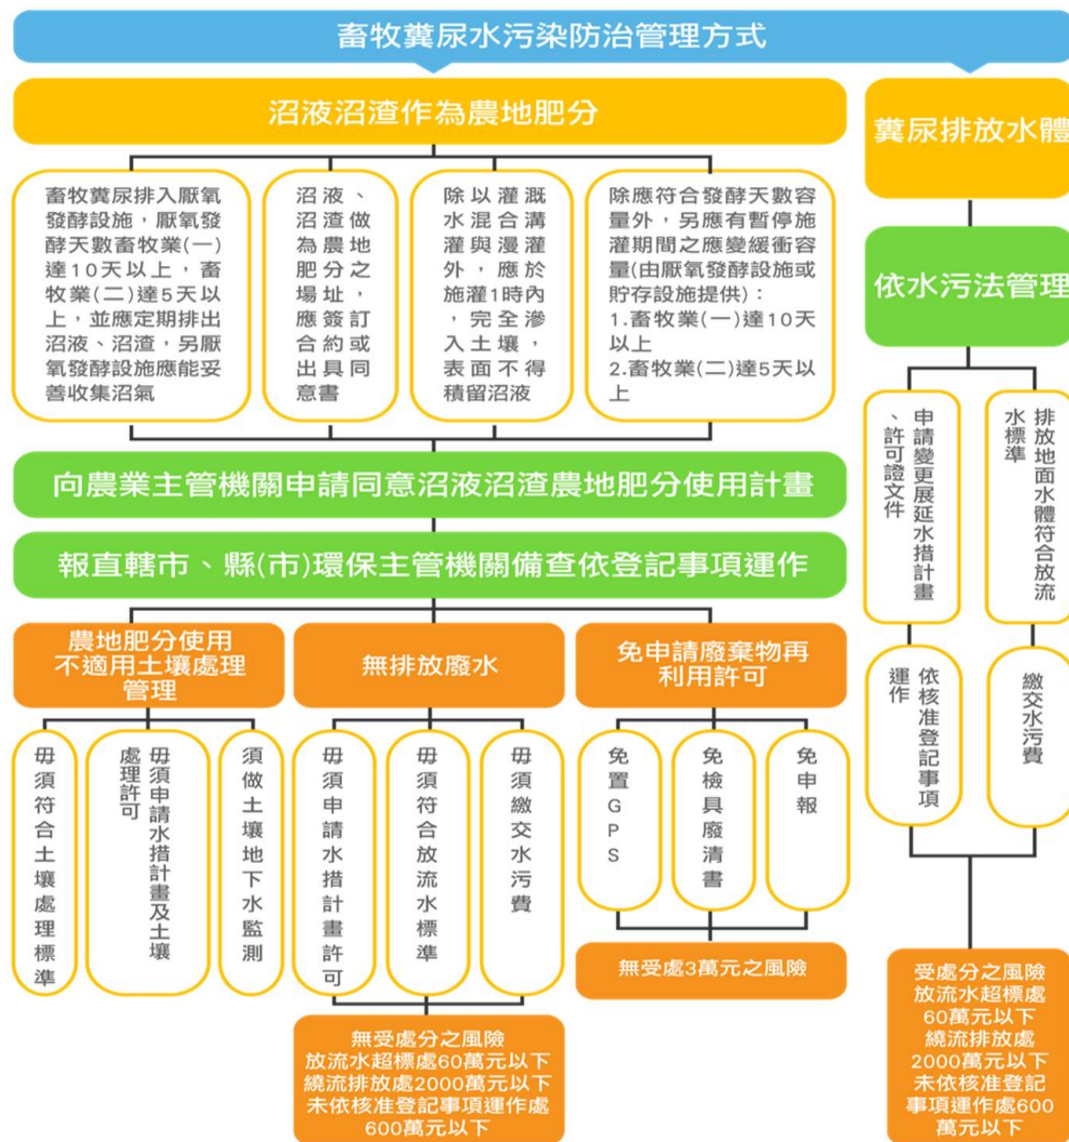 畜牧糞尿水污染防治管理方式
沼液沼渣作為農地肥分
畜牧糞尿排入厭氧
發酵設施，厭氧發
酵天數畜牧業(一)
達10天以上，畜
牧業(二)達5天以
上，並應定期排出
沼液、沼渣，另厭
氧發酵設施應能妥
善收集沼氣
沼液、
沼渣做
為農地
肥分之
場址，
應簽訂
合約或
出具同
意書
除以灌溉
水混合溝
灌與漫灌
外，應於
施灌1時內
，完全滲
入土壤，
表面不得
積留沼液
除應符合發酵天數容
量外，另應有暫停施
灌期間之應變緩衝容
量(由厭氧發酵設施或
貯存設施提供)：
1.畜牧業(一)達10天
以上
2.畜牧業(二)達5天以
上
向農業主管機關申請同意沼液沼渣農地肥分使用計畫
報直轄市、縣(市)環保主管機關備查依登記事項運作
農地肥分使用
不適用土壤處理
管理
毋須符合土壤處理標準
毋須申請水措計畫及土壤
處理許可
須做土壤地下水監測
無排放廢水
毋須申請水措計畫許可
毋須符合放流水標準
毋須繳交水污費
無受處分之風險
放流水超標處60萬元以下
繞流排放處2000萬元以下
未依核准登記事項運作處
600萬元以下
免申請廢棄物再
利用許可
免置GPS
免檢具廢清書
免申報
無受處3萬元之風險
糞尿排放水體
依水污法管理
申請變更展延水措計畫
、許可證文件
排放地面水體符合放流
水標準
依核准登記事項
運作
繳交水污費
受處分之風險
放流水超標處
60萬元以下
繞流排放處
2000萬元以下
未依核准登記
事項運作處600
萬元以下